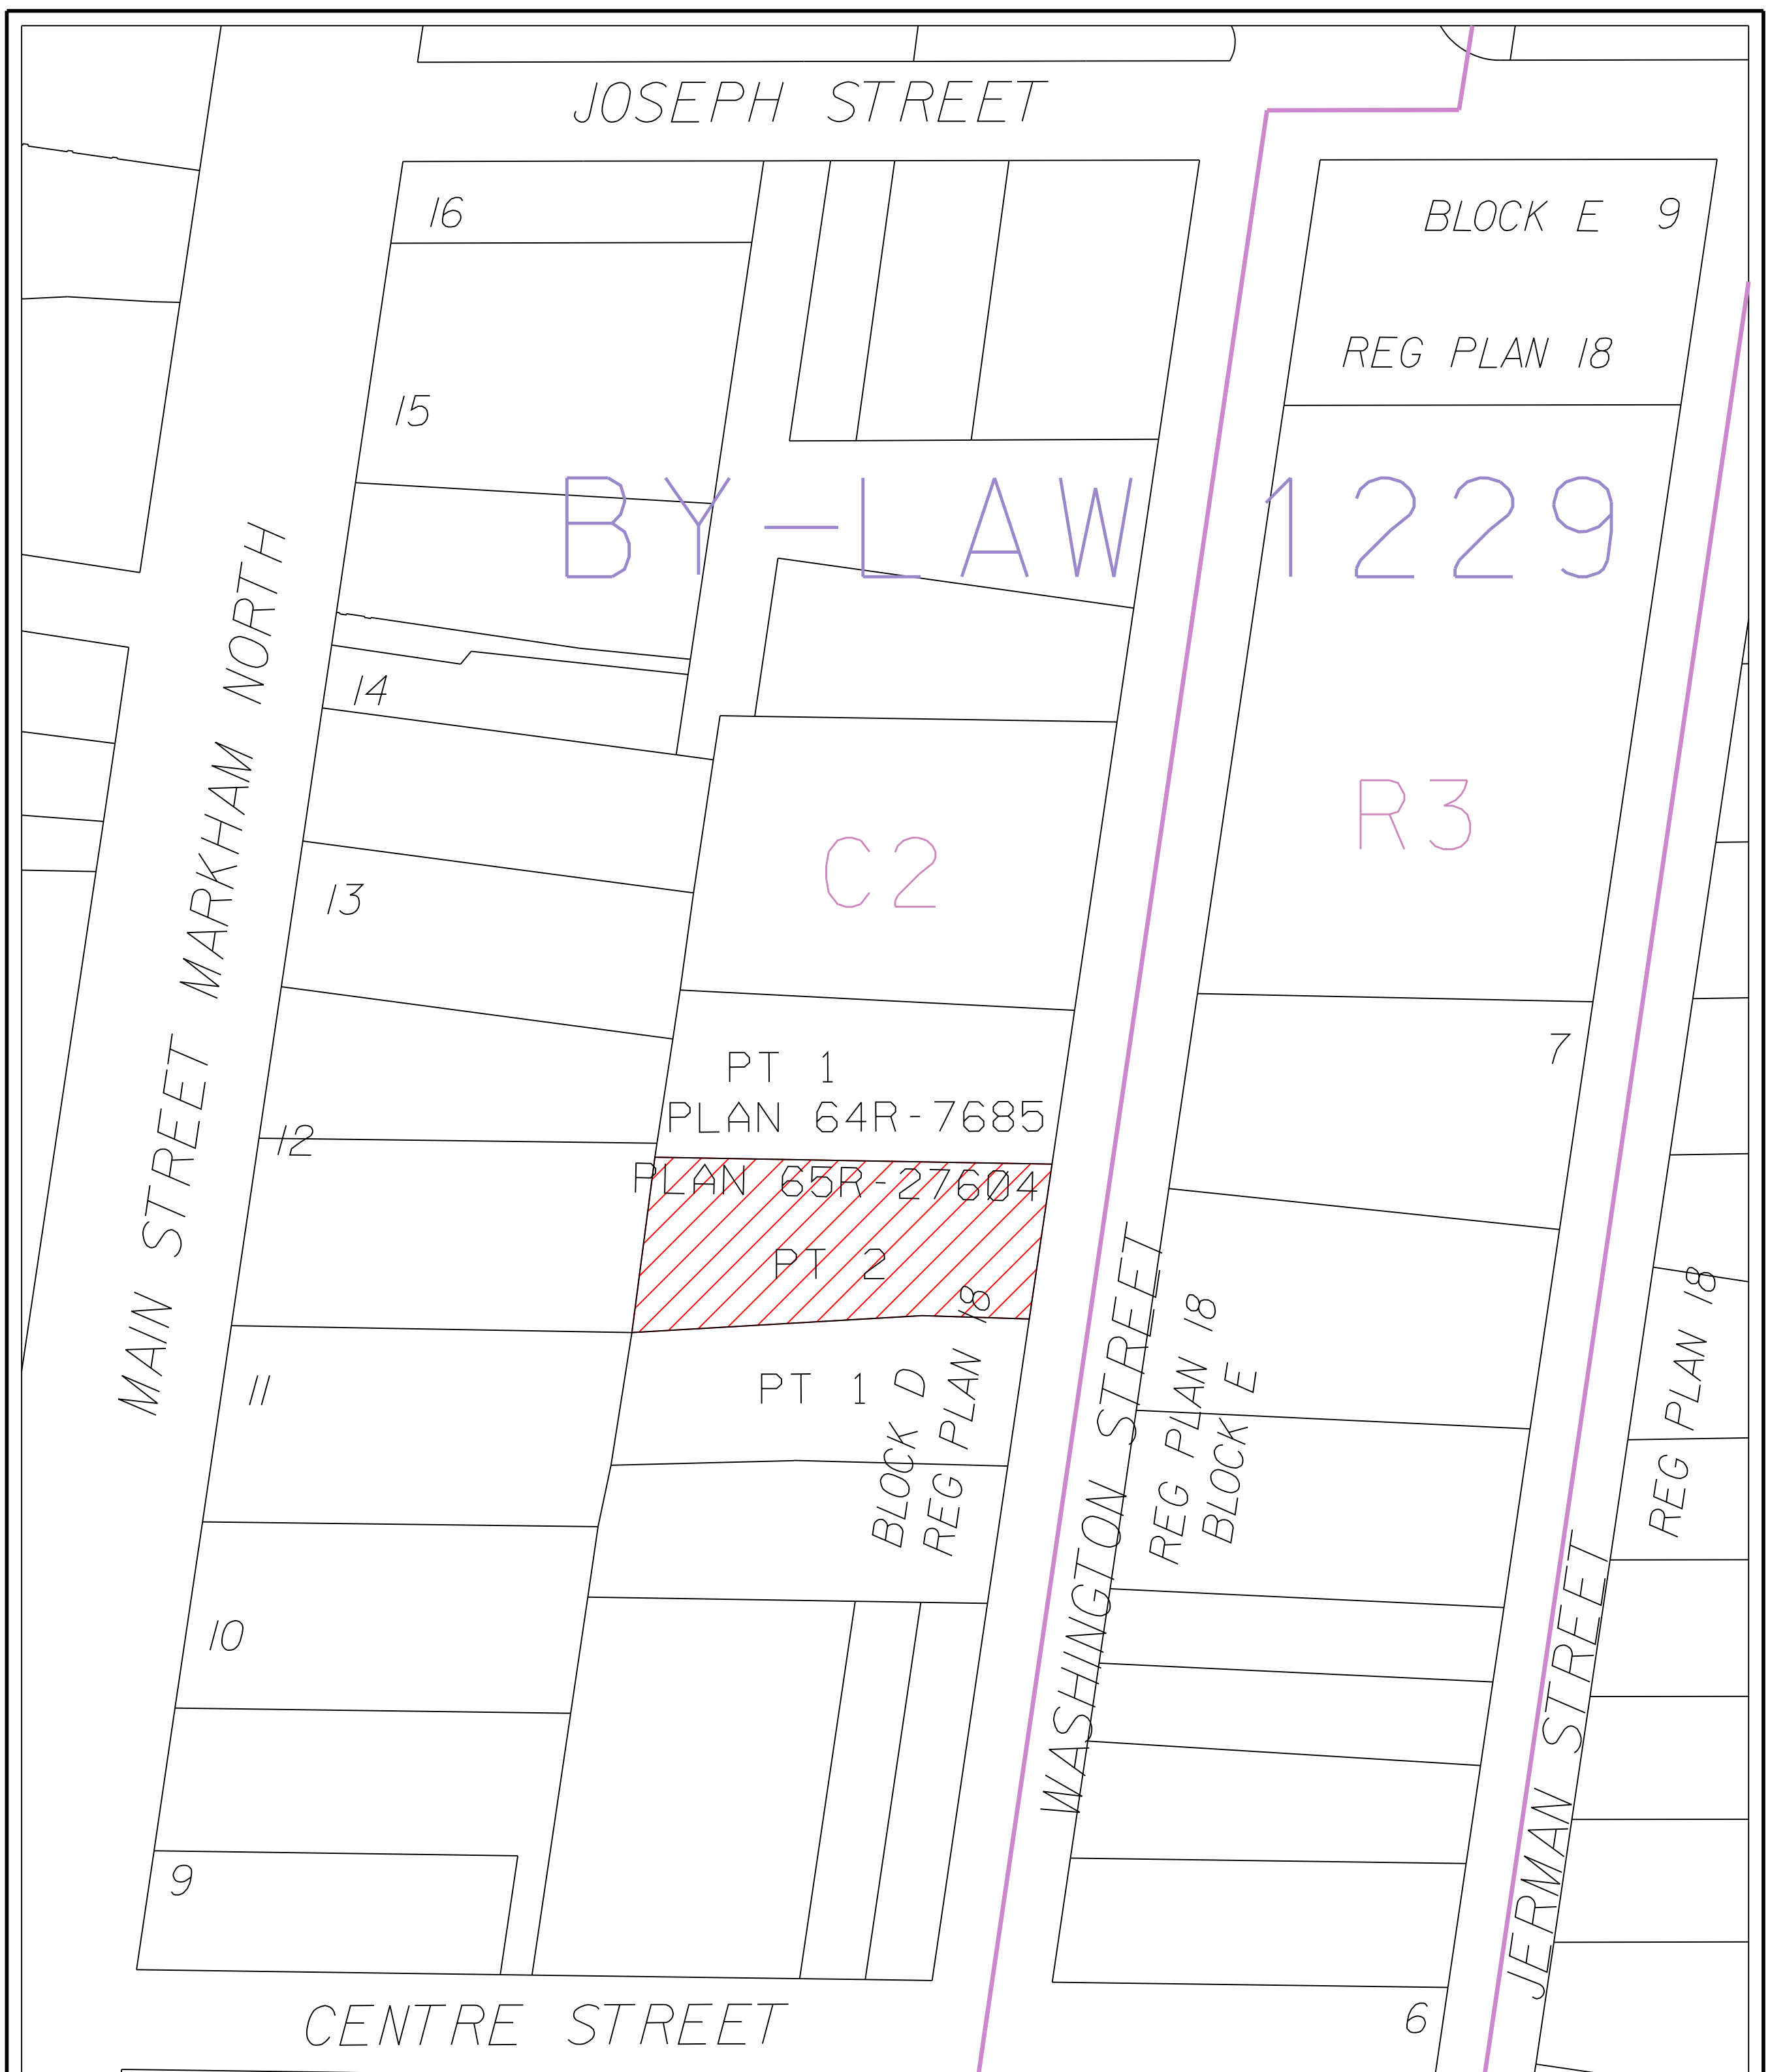 JOSEPH STREET
16
BLOCK E 9
REG PLAN 18
15
BY-LAW 1229
MAIN STREET MARKHAM NORTH
14
C2
R3
13
7
PT 1
PLAN 64R-7685
12
PLAN 65R-27604
PT 2
11
PT 1
BLOCK D
REG PLAN 18
WASHINGTON STREET
REG PLAN 18
BLOCK E
REG PLAN 18
JERMAN STREET
10
9
CENTRE STREET
6